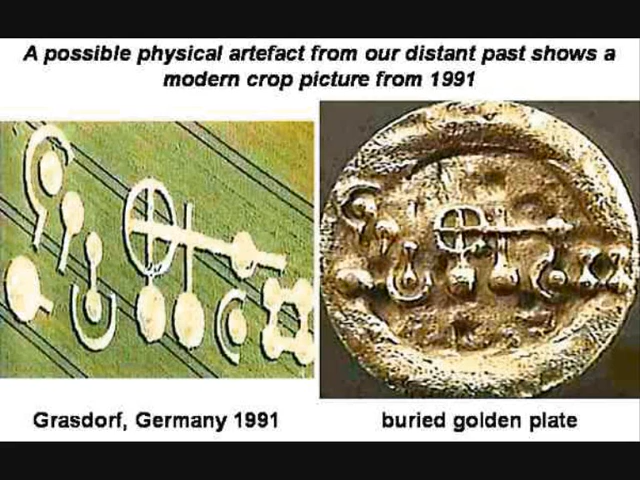 A possible physical artefact from our distant past shows a
modern crop picture from 1991
Grasdorf, Germany 1991
buried golden plate